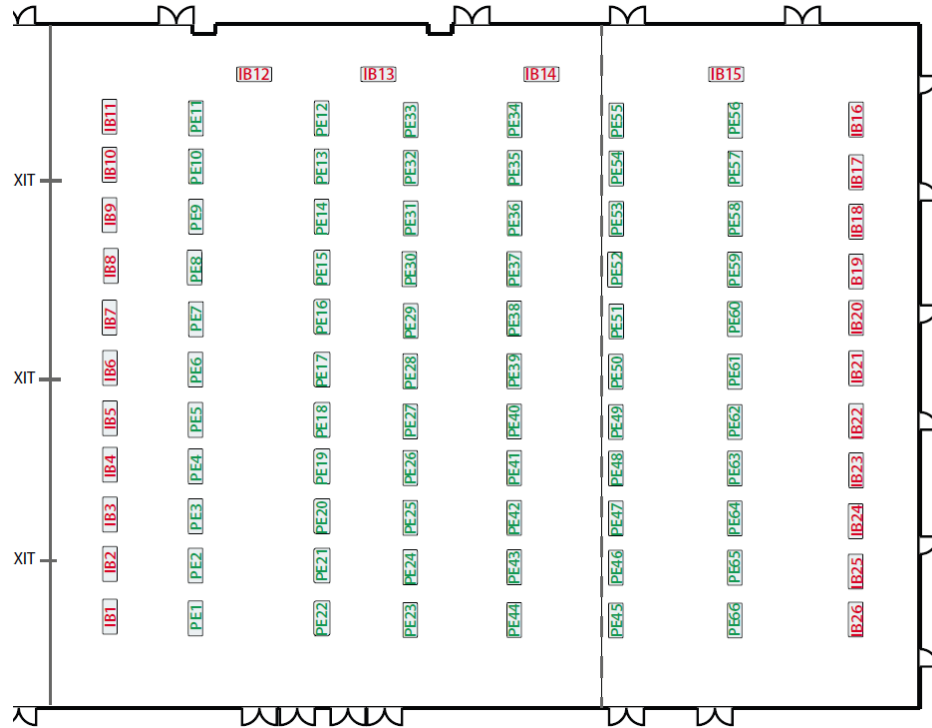 IB12 IB13 IB14 IB15
IB11 PE11 PE12 PE33 PE34 PE55 PE56 IB16
IB10 PE10 PE13 PE32 PE35 PE54 PE57 IB17
XIT
IB9 PE9 PE14 PE31 PE36 PE53 PE58 IB18
IB8 PE8 PE15 PE30 PE37 PE52 PE59 B19
IB7 PE7 PE16 PE29 PE38 PE51 PE60 IB20
XIT
IB6 PE6 PE17 PE28 PE39 PE50 PE61 IB21
IB5 PE5 PE18 PE27 PE40 PE49 PE62 IB22
IB4 PE4 PE19 PE26 PE41 PE48 PE63 IB23
IB3 PE3 PE20 PE25 PE42 PE47 PE64 IB24
XIT
IB2 PE2 PE21 PE24 PE43 PE46 PE65 IB25
IB1 PE1 PE22 PE23 PE44 PE45 PE66 IB26